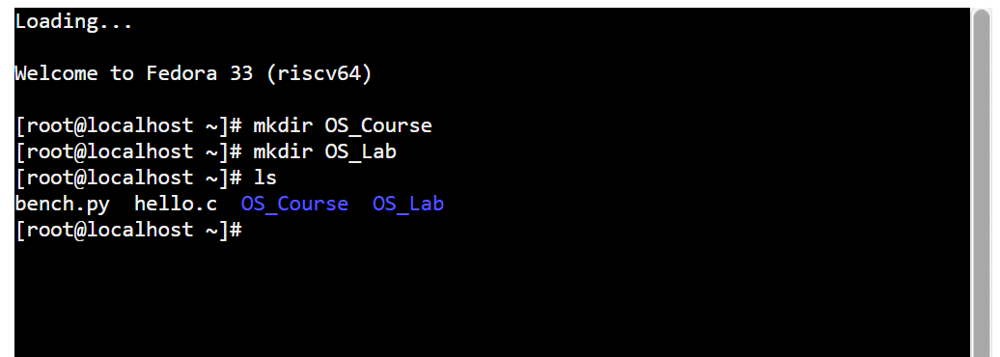 Loading...
Welcome to Fedora 33 (riscv64)
[root@localhost ~]# mkdir OS_Course
[root@localhost ~]# mkdir OS_Lab
[root@localhost ~]# ls
bench.py  hello.c  OS_Course  OS_Lab
[root@localhost ~]#